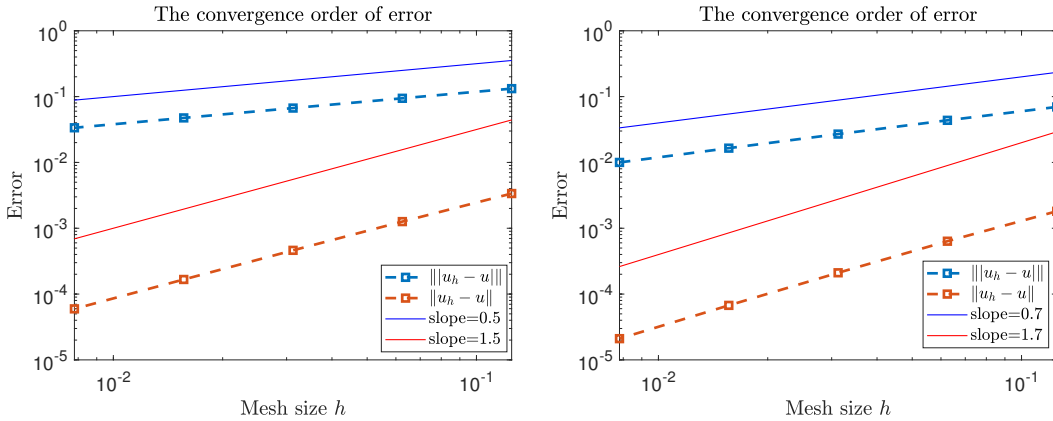 The convergence order of error
10^0
10^-1
10^-2
10^-3
10^-4
10^-5
Error
|||u_h − u|||
‖u_h − u‖
slope=0.5
slope=1.5
10^-2
10^-1
Mesh size h
The convergence order of error
10^0
10^-1
10^-2
10^-3
10^-4
10^-5
Error
|||u_h − u|||
‖u_h − u‖
slope=0.7
slope=1.7
10^-2
10^-1
Mesh size h